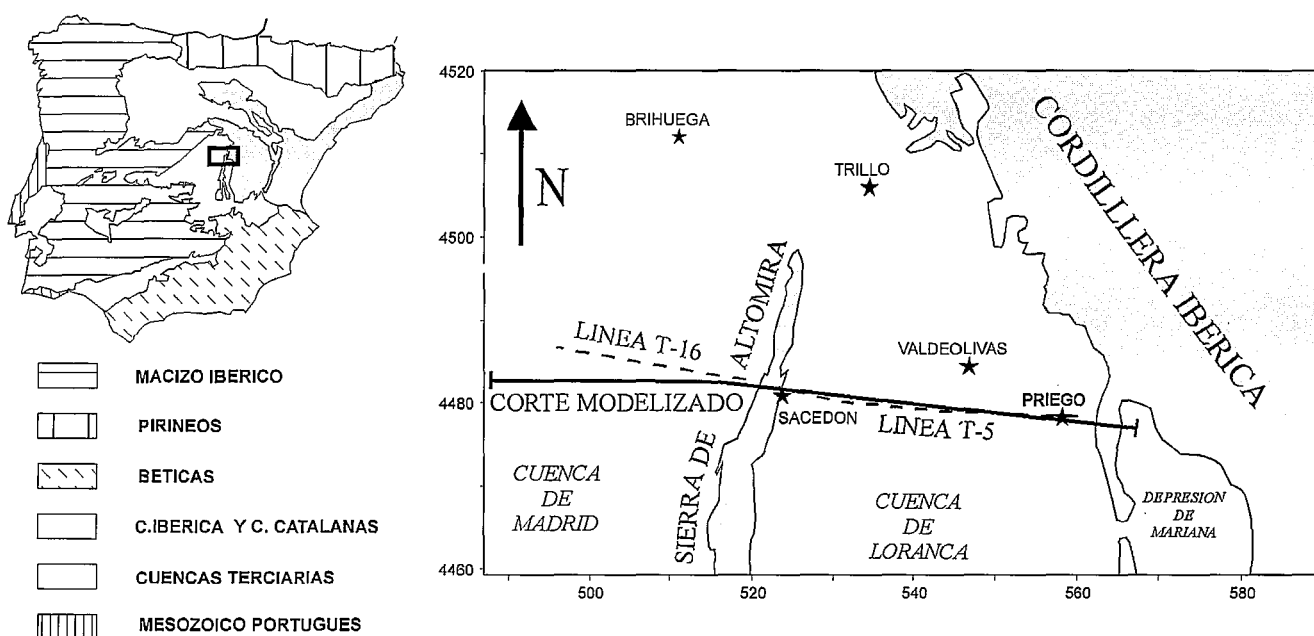 MACIZO IBERICO
PIRINEOS
BETICAS
C.IBERICA Y C. CATALANAS
CUENCAS TERCIARIAS
MESOZOICO PORTUGUES
4520
4500
4480
4460
500
520
540
560
580
N
BRIHUEGA
TRILLO
CORDILLLERA IBERICA
LINEA T-16
SIERRA DE ALTOMIRA
VALDEOLIVAS
CORTE MODELIZADO
SACEDON
LINEA T-5
PRIEGO
CUENCA
DE
MADRID
CUENCA
DE
LORANCA
DEPRESION
DE
MARIANA